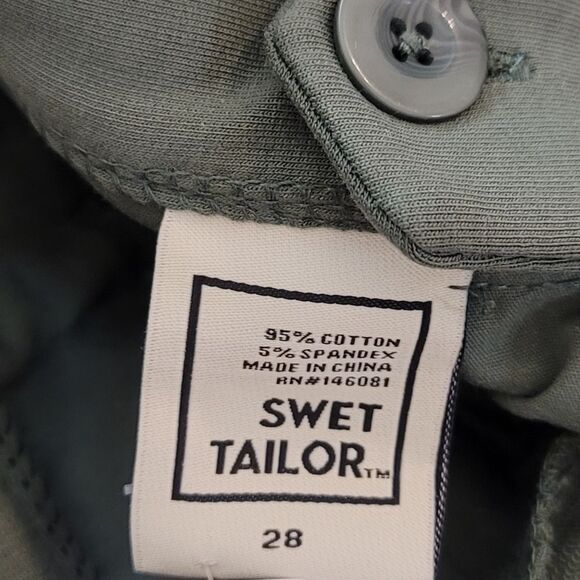 95% COTTON
5% SPANDEX
MADE IN CHINA
RN#146081
SWET
TAILOR™
28